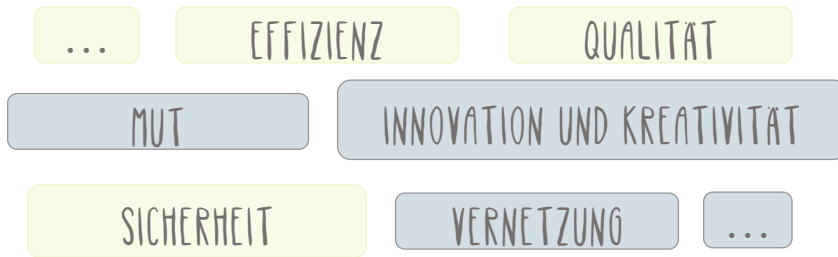 ... EFFIZIENZ QUALITÄT
MUT INNOVATION UND KREATIVITÄT
SICHERHEIT VERNETZUNG ...